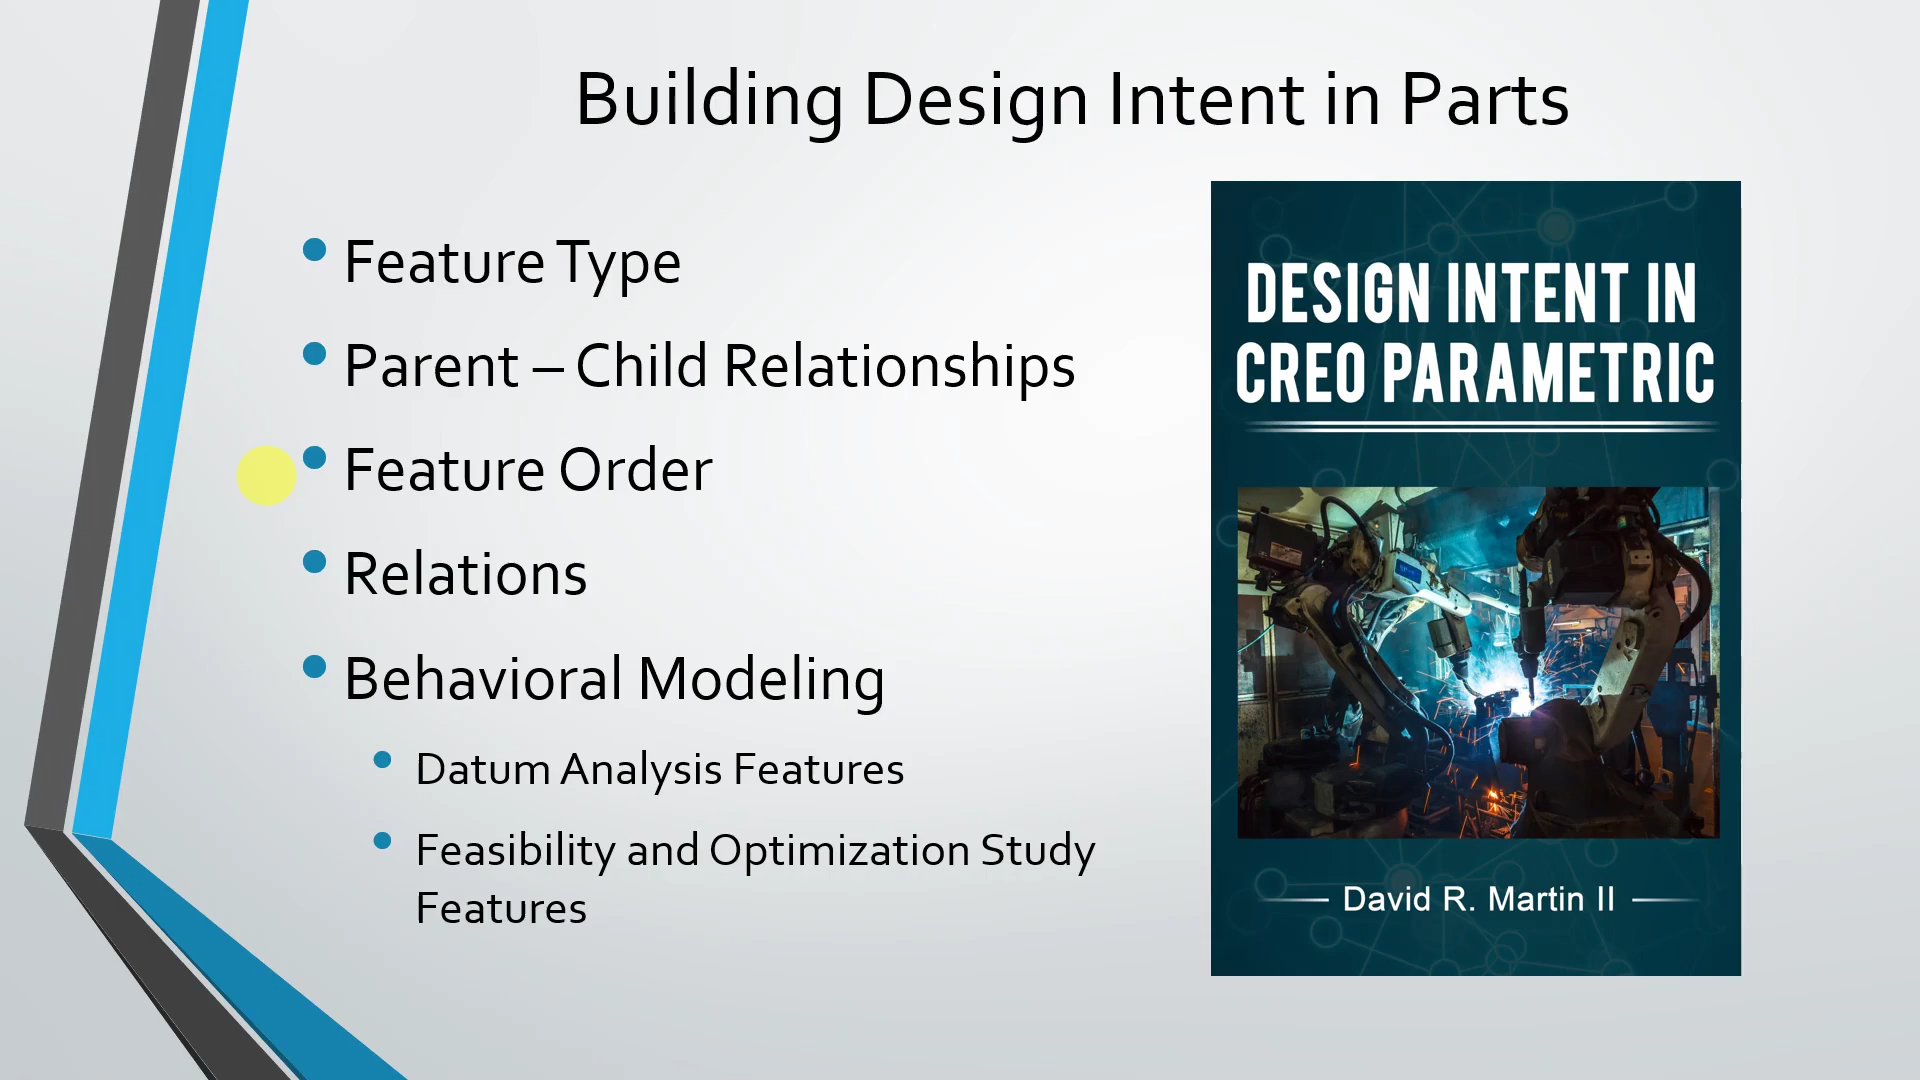 Building Design Intent in Parts
Feature Type
Parent – Child Relationships
Feature Order
Relations
Behavioral Modeling
Datum Analysis Features
Feasibility and Optimization Study
Features
DESIGN INTENT IN
CREO PARAMETRIC
David R. Martin II